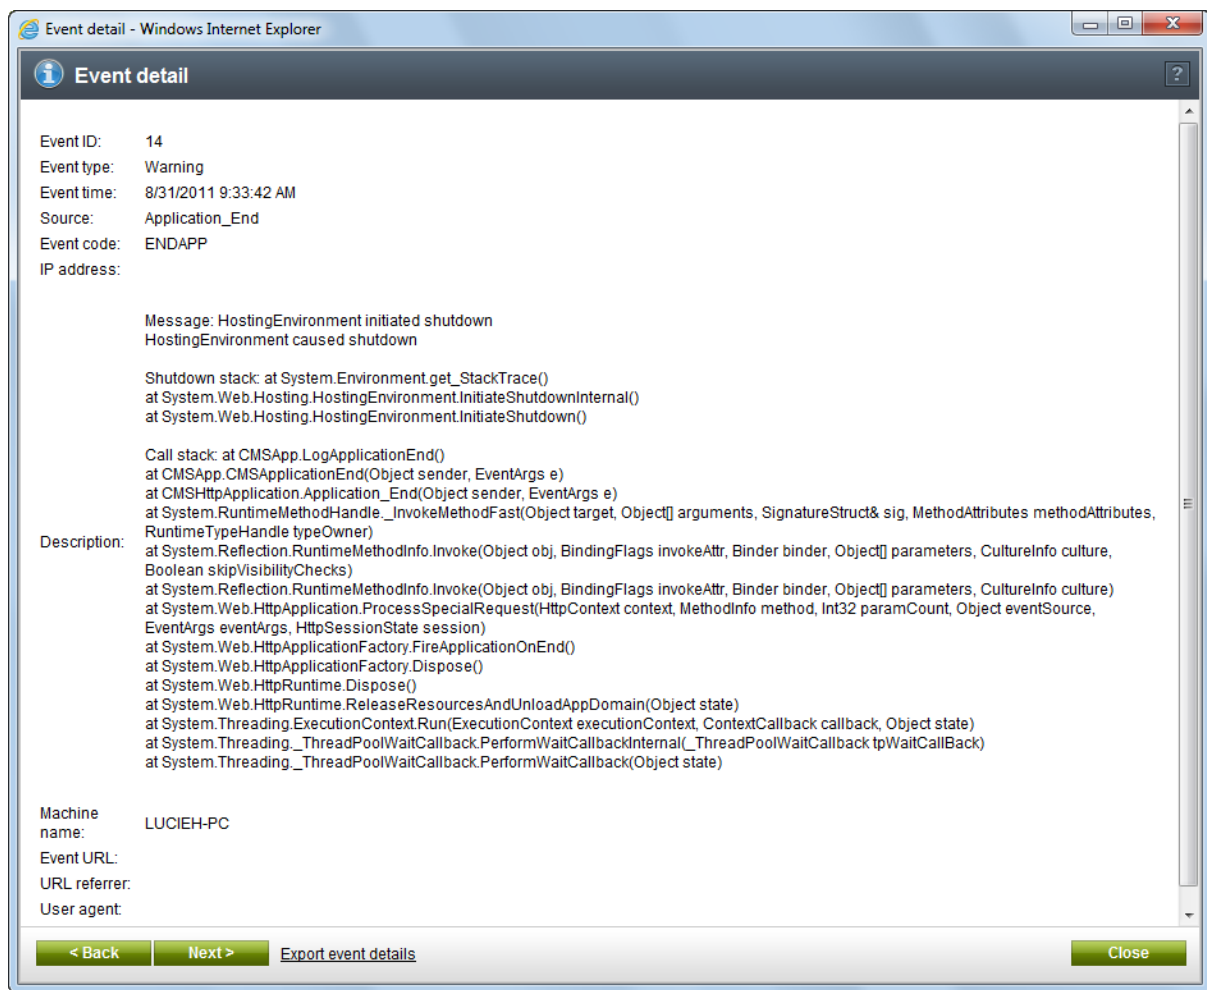 Event detail - Windows Internet Explorer
Event detail
?
Event ID: 14
Event type: Warning
Event time: 8/31/2011 9:33:42 AM
Source: Application_End
Event code: ENDAPP
IP address:
Description:
Message: HostingEnvironment initiated shutdown
HostingEnvironment caused shutdown
Shutdown stack: at System.Environment.get_StackTrace()
at System.Web.Hosting.HostingEnvironment.InitiateShutdownInternal()
at System.Web.Hosting.HostingEnvironment.InitiateShutdown()
Call stack: at CMSApp.LogApplicationEnd()
at CMSApp.CMSApplicationEnd(Object sender, EventArgs e)
at CMSHttpApplication.Application_End(Object sender, EventArgs e)
at System.RuntimeMethodHandle._InvokeMethodFast(Object target, Object[] arguments, SignatureStruct& sig, MethodAttributes methodAttributes,
RuntimeTypeHandle typeOwner)
at System.Reflection.RuntimeMethodInfo.Invoke(Object obj, BindingFlags invokeAttr, Binder binder, Object[] parameters, CultureInfo culture,
Boolean skipVisibilityChecks)
at System.Reflection.RuntimeMethodInfo.Invoke(Object obj, BindingFlags invokeAttr, Binder binder, Object[] parameters, CultureInfo culture)
at System.Web.HttpApplication.ProcessSpecialRequest(HttpContext context, MethodInfo method, Int32 paramCount, Object eventSource,
EventArgs eventArgs, HttpSessionState session)
at System.Web.HttpApplicationFactory.FireApplicationOnEnd()
at System.Web.HttpApplicationFactory.Dispose()
at System.Web.HttpRuntime.Dispose()
at System.Web.HttpRuntime.ReleaseResourcesAndUnloadAppDomain(Object state)
at System.Threading.ExecutionContext.Run(ExecutionContext executionContext, ContextCallback callback, Object state)
at System.Threading._ThreadPoolWaitCallback.PerformWaitCallbackInternal(_ThreadPoolWaitCallback tpWaitCallBack)
at System.Threading._ThreadPoolWaitCallback.PerformWaitCallback(Object state)
Machine
name: LUCIEH-PC
Event URL:
URL referrer:
User agent:
< Back Next > Export event details Close